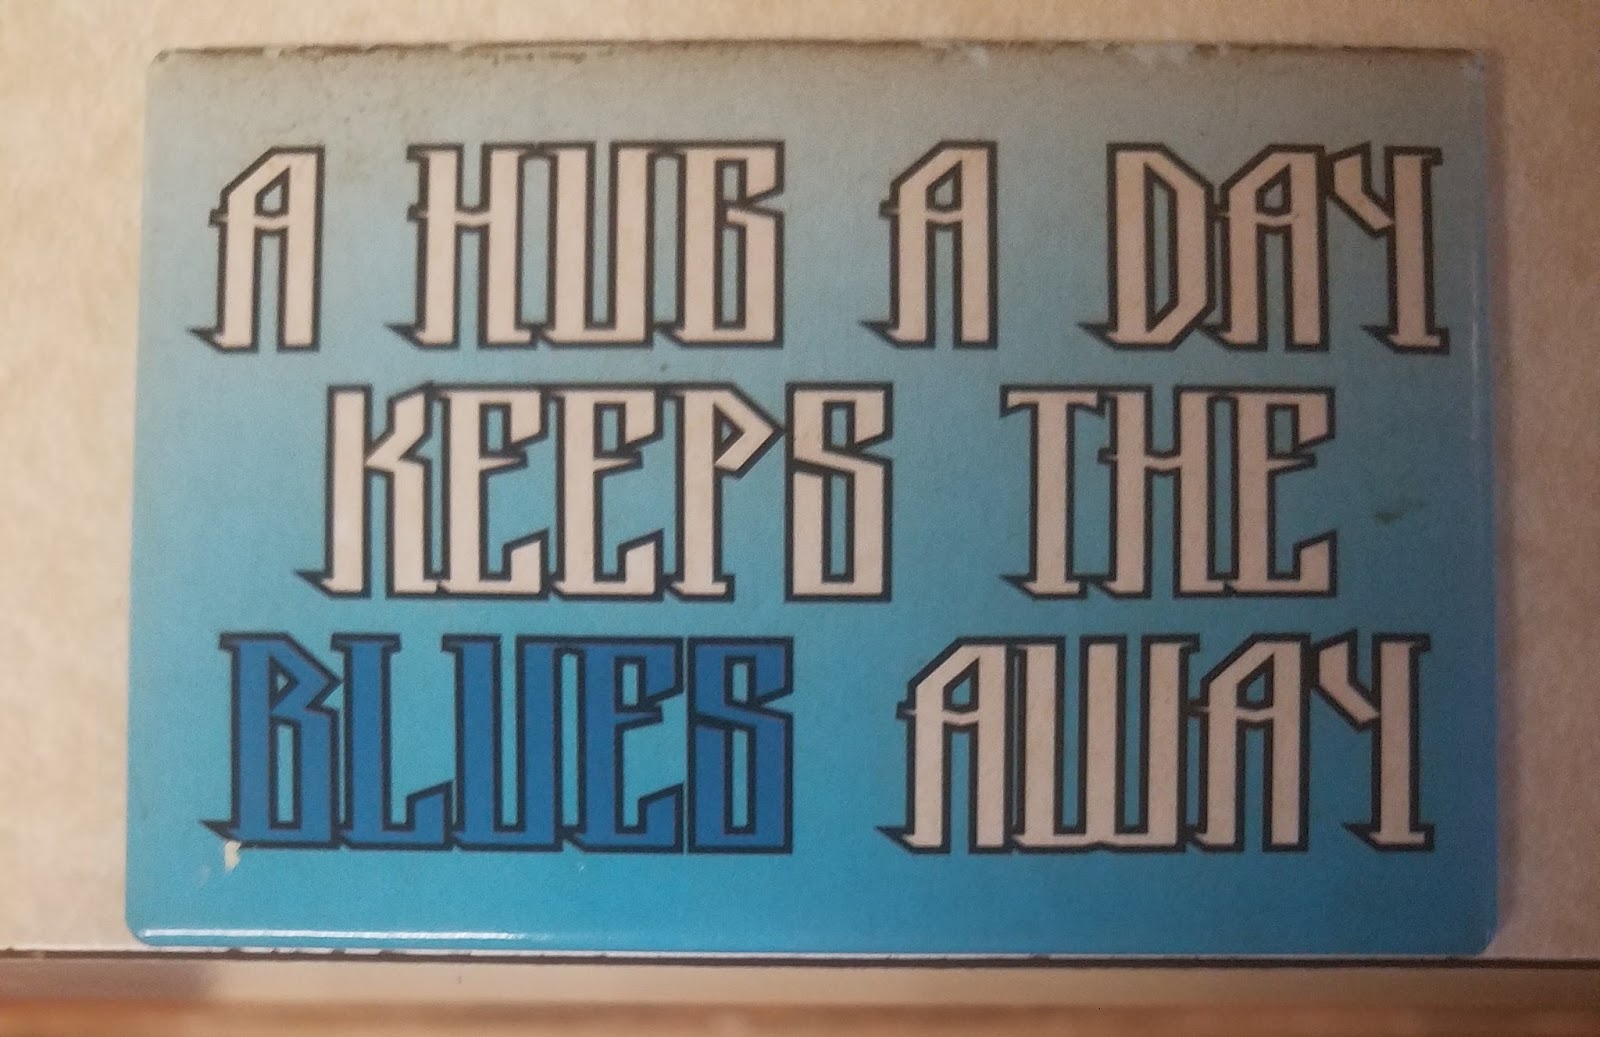 A HUG A DAY
KEEPS THE
BLUES AWAY